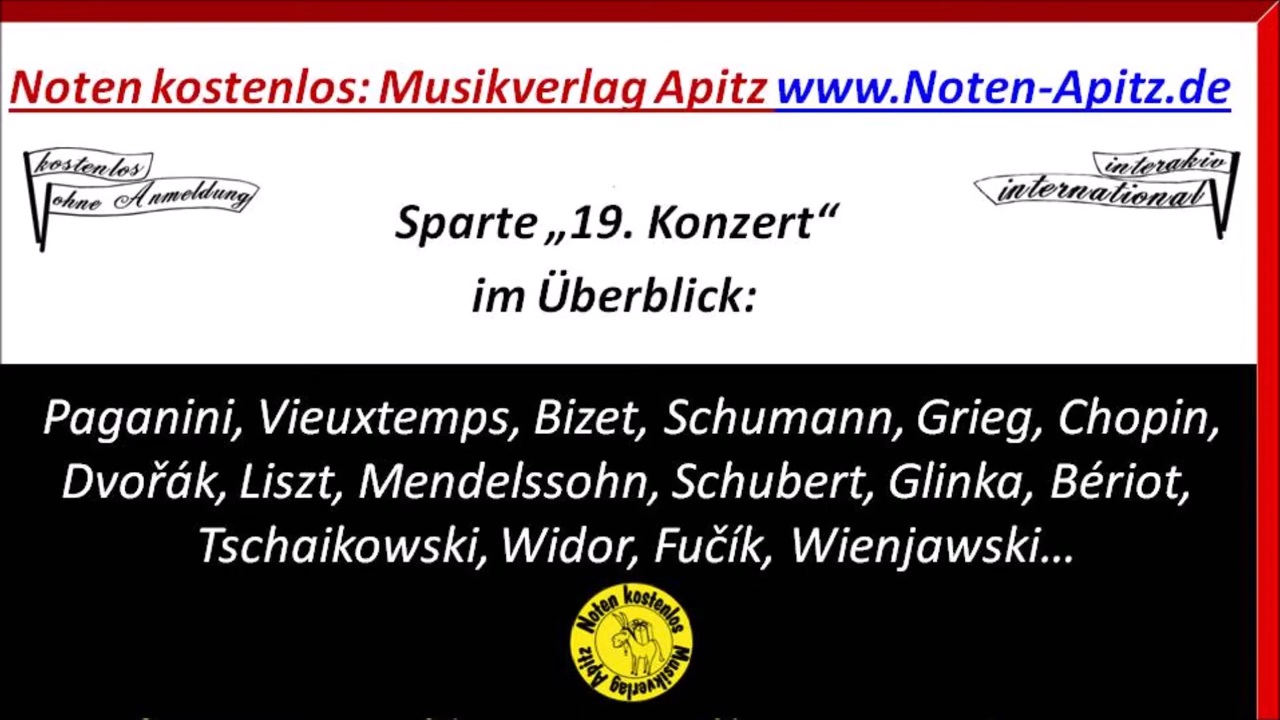 Noten kostenlos: Musikverlag Apitz www.Noten-Apitz.de
kostenlos
ohne Anmeldung
interakiv
international
Sparte „19. Konzert“
im Überblick:
Paganini, Vieuxtemps, Bizet, Schumann, Grieg, Chopin,
Dvořák, Liszt, Mendelssohn, Schubert, Glinka, Bériot,
Tschaikowski, Widor, Fučík, Wienjawski...
Noten kostenlos
Musikverlag Apitz